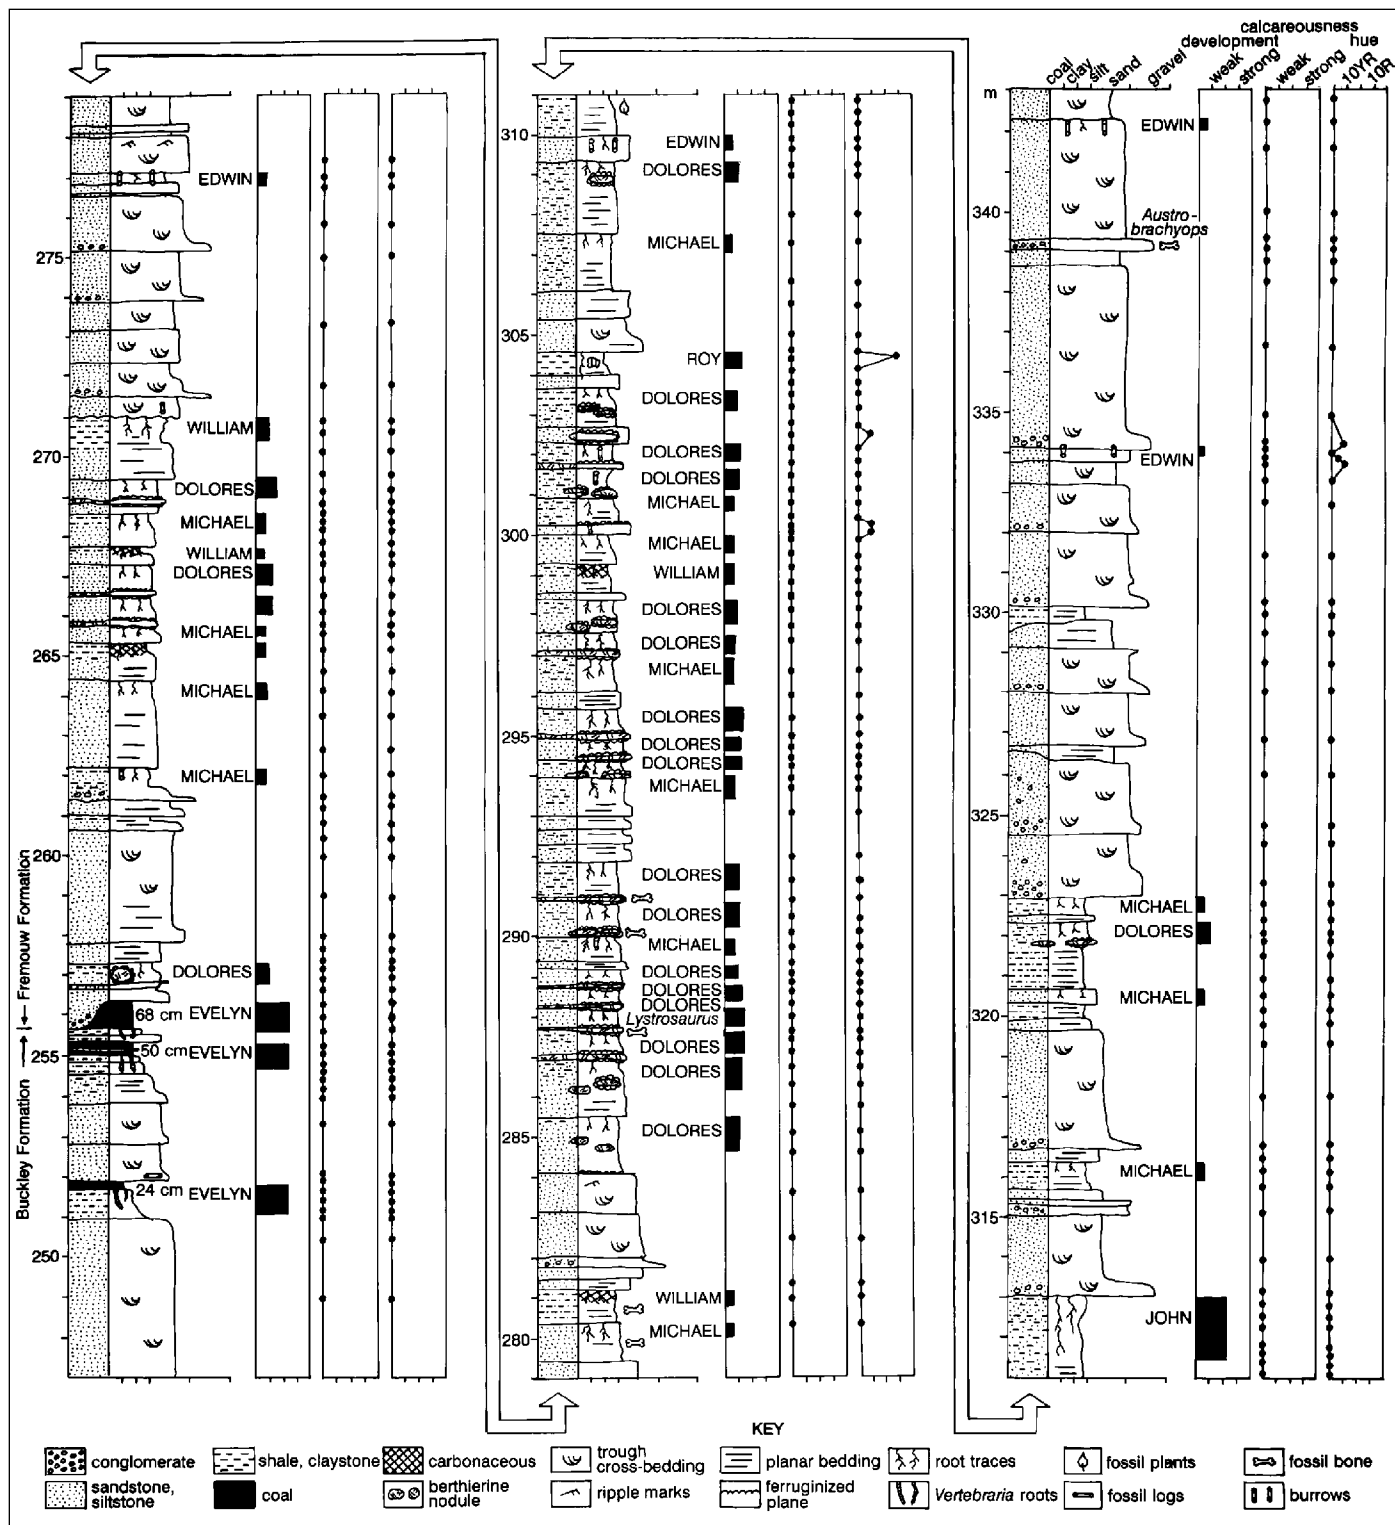 calcareousness
development hue
coal clay silt sand gravel weak strong weak strong 10YR 10R
EDWIN
275
WILLIAM
270
DOLORES
MICHAEL
WILLIAM
DOLORES
MICHAEL
265
MICHAEL
MICHAEL
260
DOLORES
68 cm EVELYN
50 cm EVELYN
255
24 cm EVELYN
250
Buckley Formation
Fremouw Formation
310
EDWIN
DOLORES
MICHAEL
305
ROY
DOLORES
DOLORES
DOLORES
MICHAEL
300
MICHAEL
WILLIAM
DOLORES
DOLORES
MICHAEL
DOLORES
295
DOLORES
DOLORES
MICHAEL
DOLORES
DOLORES
290
MICHAEL
DOLORES
DOLORES
DOLORES
Lystrosaurus
DOLORES
DOLORES
285
DOLORES
WILLIAM
280
MICHAEL
m
EDWIN
340
Austro-
brachyops
335
EDWIN
330
325
MICHAEL
DOLORES
MICHAEL
320
MICHAEL
315
JOHN
KEY
conglomerate
shale, claystone
carbonaceous
trough
cross-bedding
planar bedding
root traces
fossil plants
fossil bone
sandstone,
siltstone
coal
berthierine
nodule
ripple marks
ferruginized
plane
Vertebraria roots
fossil logs
burrows